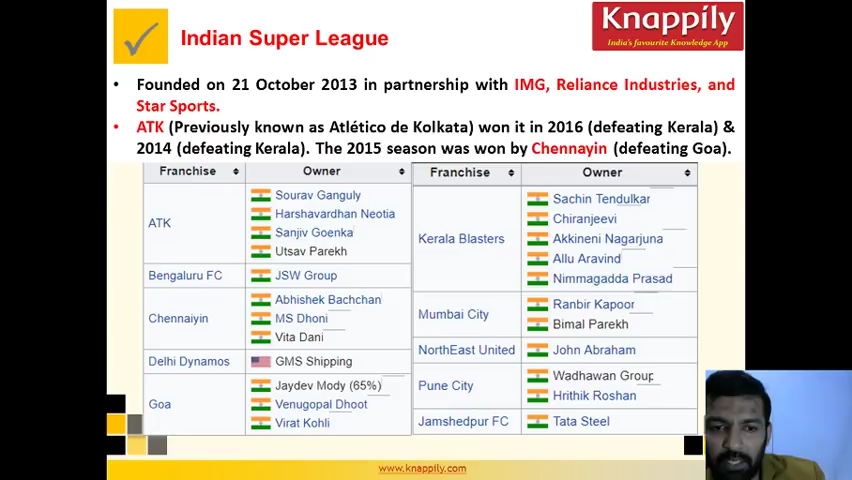 Indian Super League
Knappily
India's favourite Knowledge App
• Founded on 21 October 2013 in partnership with IMG, Reliance Industries, and
Star Sports.
• ATK (Previously known as Atlético de Kolkata) won it in 2016 (defeating Kerala) &
2014 (defeating Kerala). The 2015 season was won by Chennayin (defeating Goa).
Franchise Owner
ATK
Sourav Ganguly
Harshavardhan Neotia
Sanjiv Goenka
Utsav Parekh
Bengaluru FC JSW Group
Chennaiyin
Abhishek Bachchan
MS Dhoni
Vita Dani
Delhi Dynamos GMS Shipping
Goa
Jaydev Mody (65%)
Venugopal Dhoot
Virat Kohli
Franchise Owner
Kerala Blasters
Sachin Tendulkar
Chiranjeevi
Akkineni Nagarjuna
Allu Aravind
Nimmagadda Prasad
Mumbai City
Ranbir Kapoor
Bimal Parekh
NorthEast United John Abraham
Pune City
Wadhawan Group
Hrithik Roshan
Jamshedpur FC Tata Steel
www.knappily.com